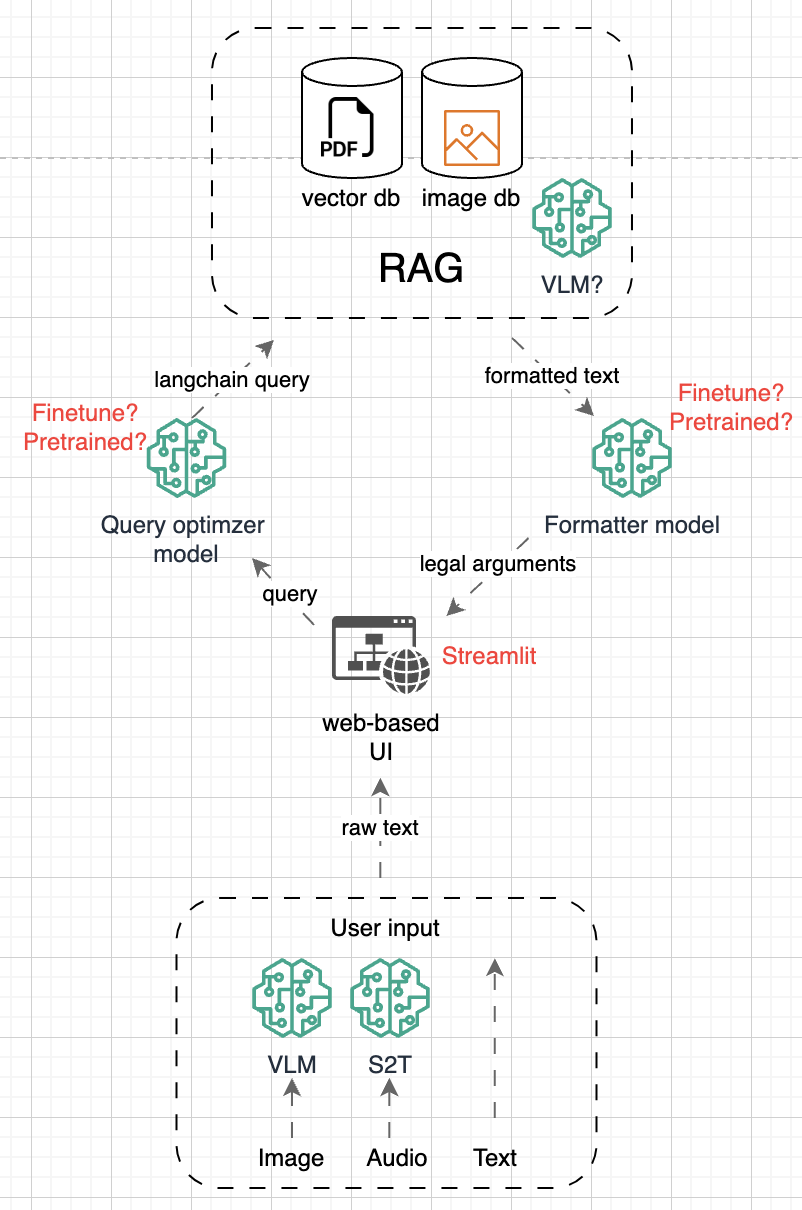 PDF
vector db
image db
RAG
VLM?
langchain query
formatted text
Finetune?
Pretrained?
Finetune?
Pretrained?
Query optimzer
model
Formatter model
legal arguments
query
Streamlit
web-based
UI
raw text
User input
VLM
S2T
Image
Audio
Text